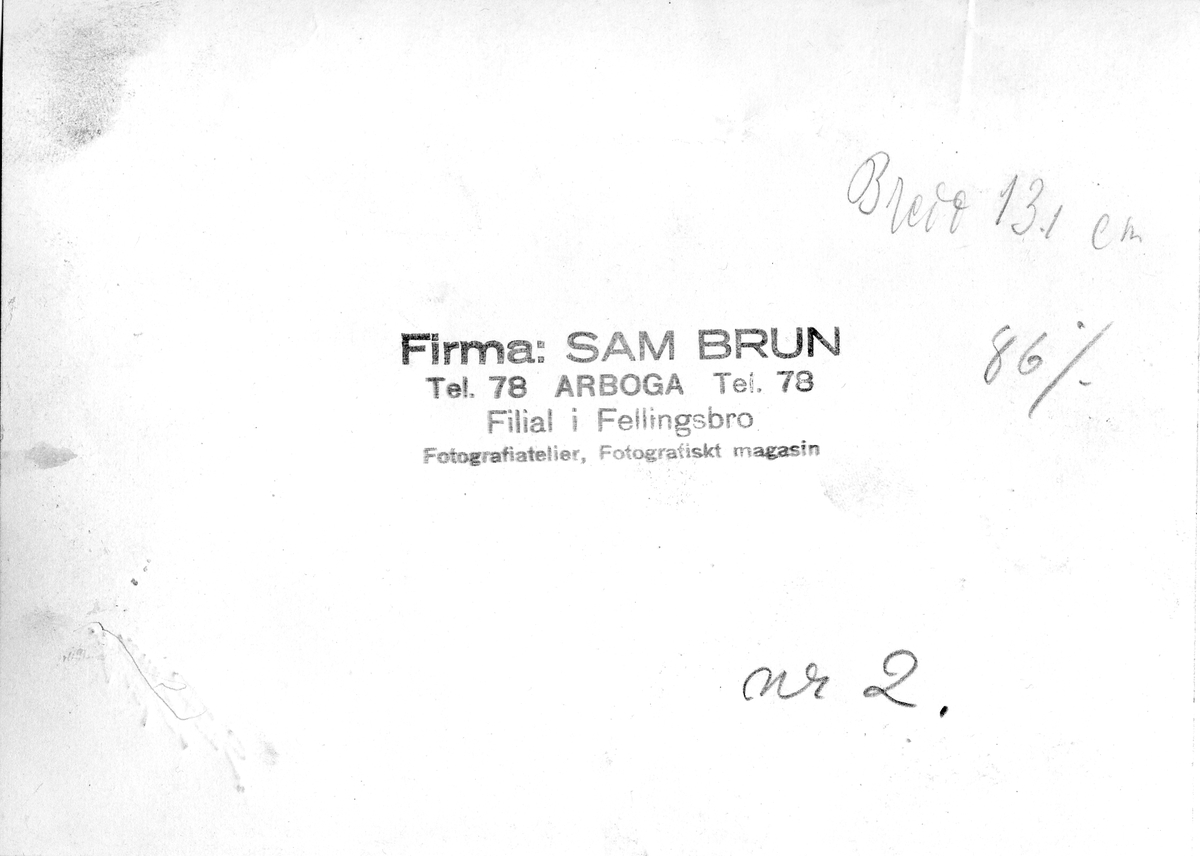 Bredd 13.1 cm
86 %
Firma: SAM BRUN
Tel. 78 ARBOGA Tel. 78
Filial i Fellingsbro
Fotografiatelier, Fotografiskt magasin
nr 2.